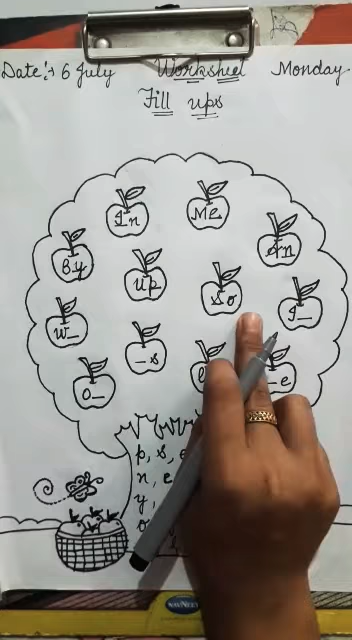 Date:→ 6 July Worksheet Monday
Fill ups
In Me
By Up An
So
W_ _s I_
O_ _e
p, s,
n, e
y,